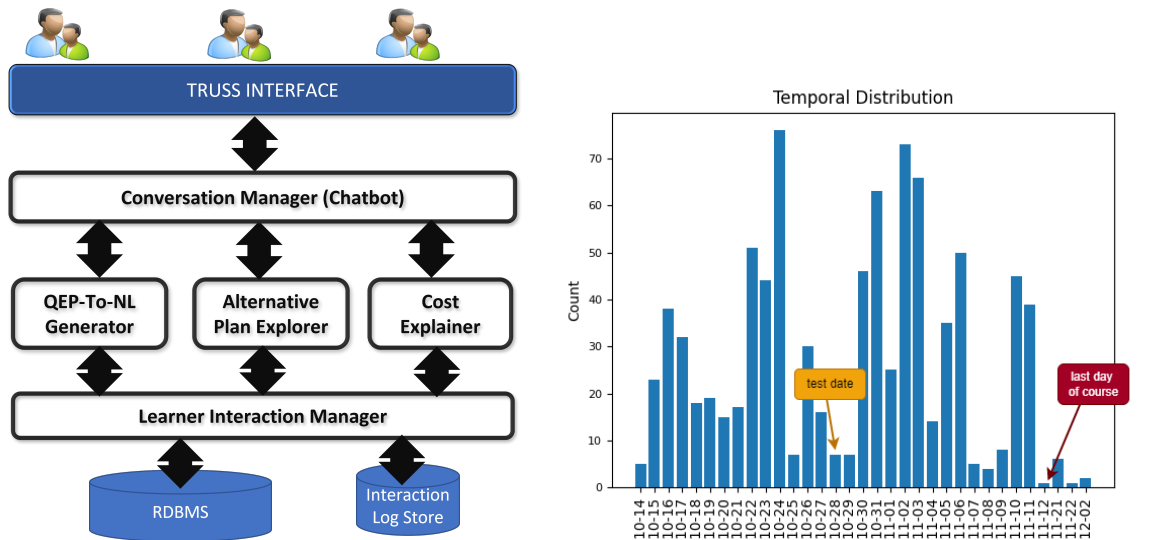 TRUSS INTERFACE
Conversation Manager (Chatbot)
QEP-To-NL
Generator
Alternative
Plan Explorer
Cost
Explainer
Learner Interaction Manager
RDBMS
Interaction
Log Store
Temporal Distribution
Count
70
60
50
40
30
20
10
0
test date
last day
of course
10-14
10-15
10-16
10-17
10-18
10-19
10-20
10-21
10-22
10-23
10-24
10-25
10-26
10-27
10-28
10-29
10-30
10-31
11-01
11-02
11-03
11-04
11-05
11-06
11-07
11-08
11-09
11-10
11-11
11-12
11-21
11-22
12-02